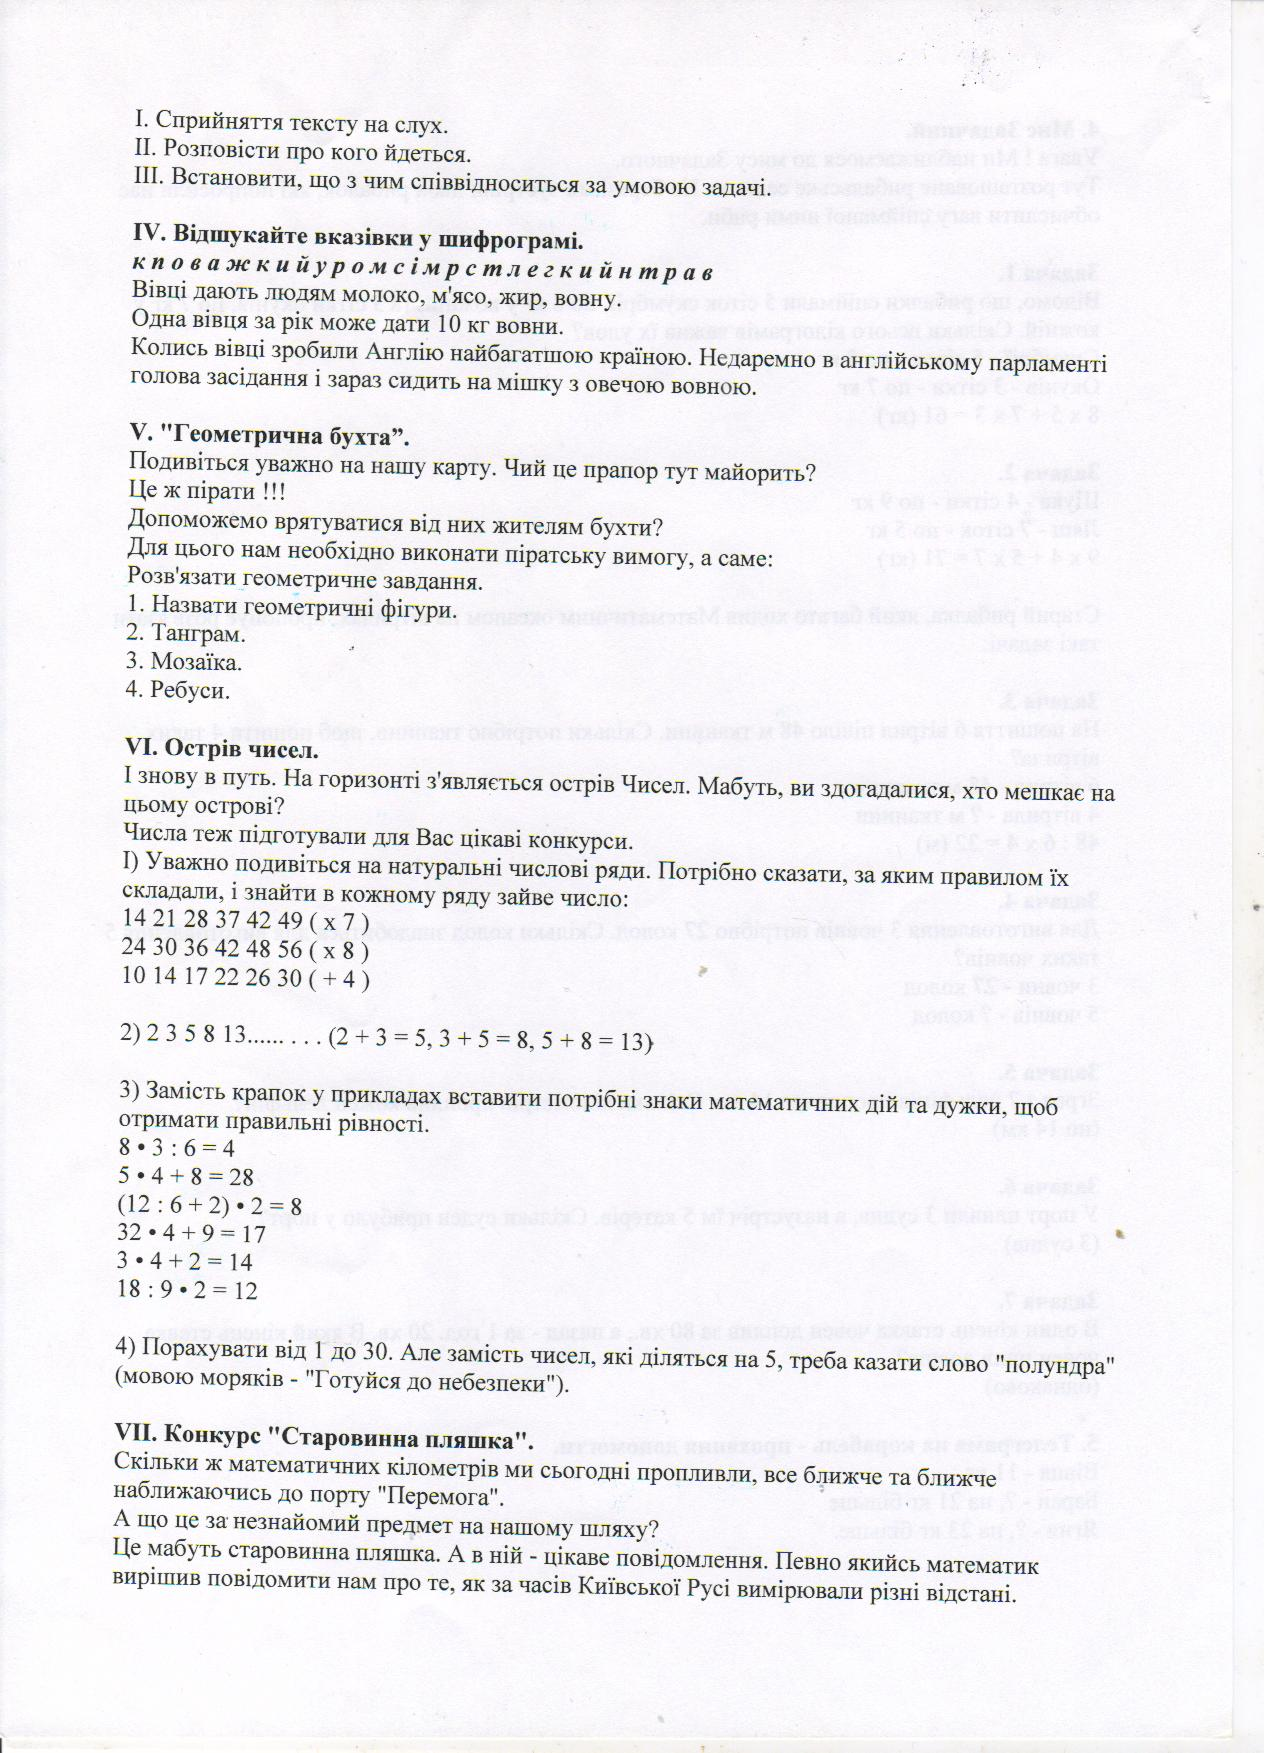 I. Сприйняття тексту на слух.
II. Розповісти про кого йдеться.
III. Встановити, що з чим співвідноситься за умовою задачі.
IV. Відшукайте вказівки у шифрограмі.
к п о в а ж к и й у р о м с і м р с т л е г к и й н т р а в
Вівці дають людям молоко, м'ясо, жир, вовну.
Одна вівця за рік може дати 10 кг вовни.
Колись вівці зробили Англію найбагатшою країною. Недаремно в англійському парламенті
голова засідання і зараз сидить на мішку з овечою вовною.
V. "Геометрична бухта”.
Подивіться уважно на нашу карту. Чий це прапор тут майорить?
Це ж пірати !!!
Допоможемо врятуватися від них жителям бухти?
Для цього нам необхідно виконати піратську вимогу, а саме:
Розв'язати геометричне завдання.
1. Назвати геометричні фігури.
2. Танграм.
3. Мозаїка.
4. Ребуси.
VI. Острів чисел.
І знову в путь. На горизонті з'являється острів Чисел. Мабуть, ви здогадалися, хто мешкає на
цьому острові?
Числа теж підготували для Вас цікаві конкурси.
I) Уважно подивіться на натуральні числові ряди. Потрібно сказати, за яким правилом їх
складали, і знайти в кожному ряду зайве число:
14 21 28 37 42 49 ( х 7 )
24 30 36 42 48 56 ( х 8 )
10 14 17 22 26 30 ( + 4 )
2) 2 3 5 8 13...... . . . (2 + 3 = 5, 3 + 5 = 8, 5 + 8 = 13)
3) Замість крапок у прикладах вставити потрібні знаки математичних дій та дужки, щоб
отримати правильні рівності.
8 • 3 : 6 = 4
5 • 4 + 8 = 28
(12 : 6 + 2) • 2 = 8
32 • 4 + 9 = 17
3 • 4 + 2 = 14
18 : 9 • 2 = 12
4) Порахувати від 1 до 30. Але замість чисел, які діляться на 5, треба казати слово "полундра"
(мовою моряків - "Готуйся до небезпеки").
VII. Конкурс "Старовинна пляшка".
Скільки ж математичних кілометрів ми сьогодні пропливли, все ближче та ближче
наближаючись до порту "Перемога".
А що це за незнайомий предмет на нашому шляху?
Це мабуть старовинна пляшка. А в ній - цікаве повідомлення. Певно якийсь математик
вирішив повідомити нам про те, як за часів Київської Русі вимірювали різні відстані.